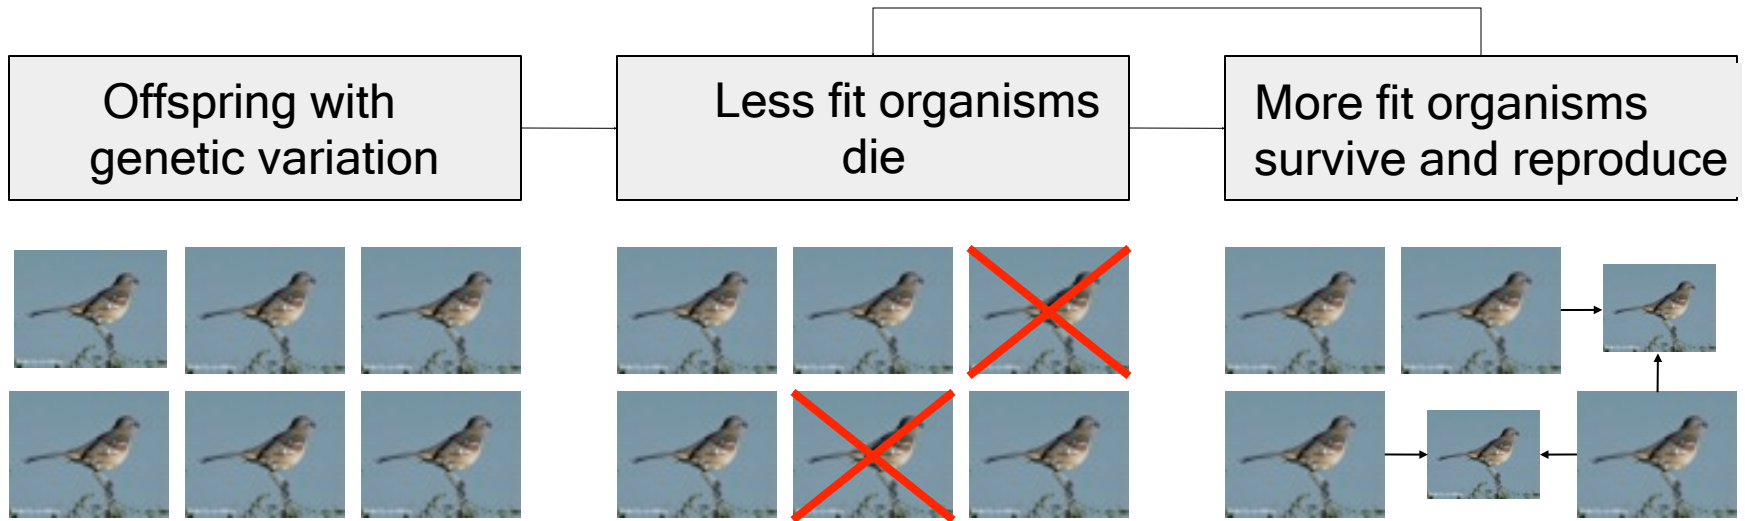 Offspring with
genetic variation
Less fit organisms
die
More fit organisms
survive and reproduce